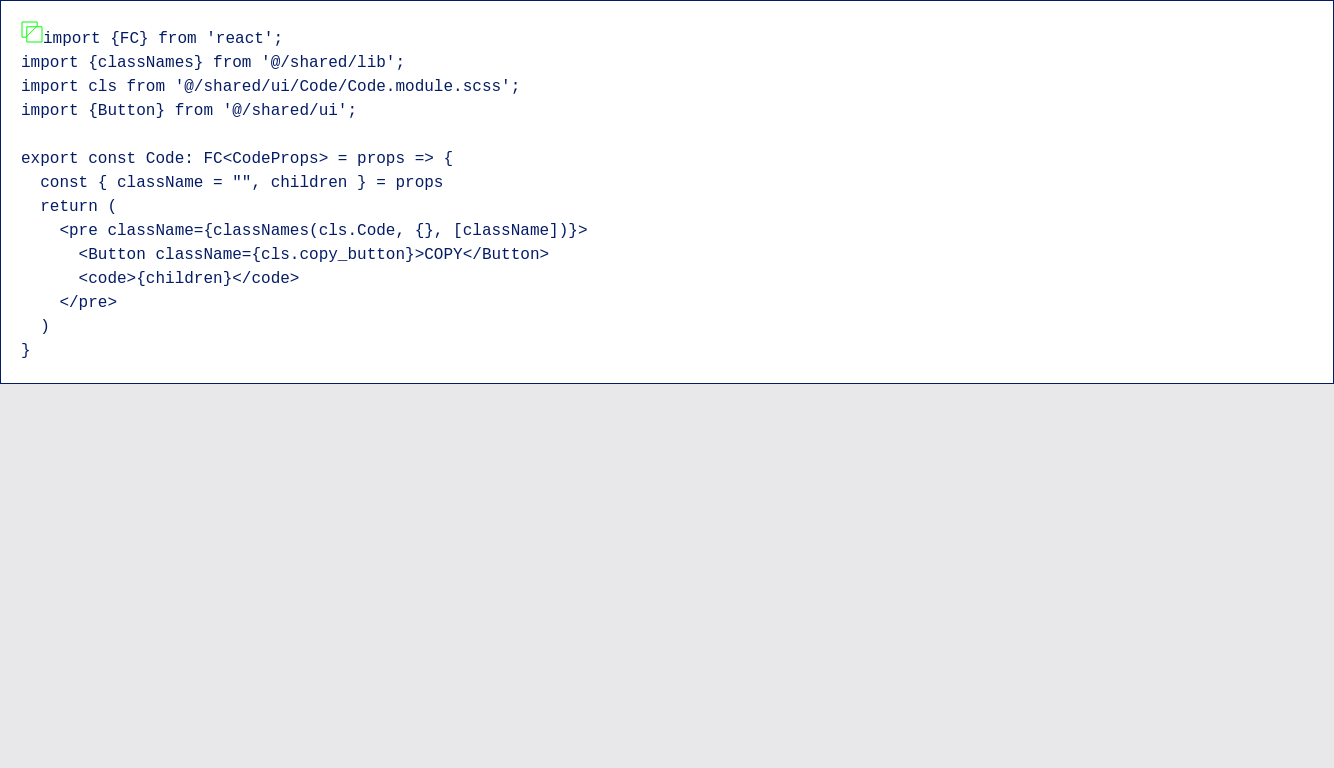 import {FC} from 'react';
import {classNames} from '@/shared/lib';
import cls from '@/shared/ui/Code/Code.module.scss';
import {Button} from '@/shared/ui';

export const Code: FC<CodeProps> = props => {
  const { className = "", children } = props
  return (
    <pre className={classNames(cls.Code, {}, [className])}>
      <Button className={cls.copy_button}>COPY</Button>
      <code>{children}</code>
    </pre>
  )
}